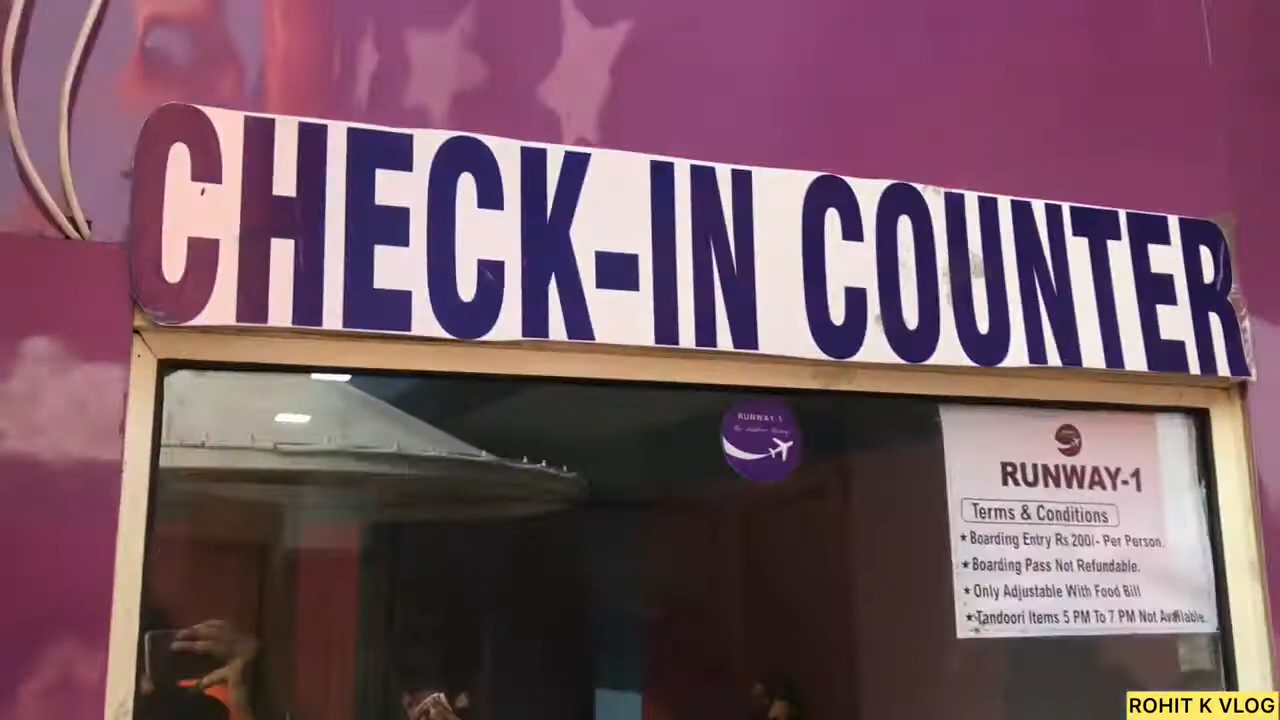 CHECK-IN COUNTER
RUNWAY-1
RUNWAY-1
Terms & Conditions
★ Boarding Entry Rs 200/- Per Person.
★ Boarding Pass Not Refundable.
★ Only Adjustable With Food Bill
★ Tandoori Items 5 PM To 7 PM Not Available.
ROHIT K VLOG